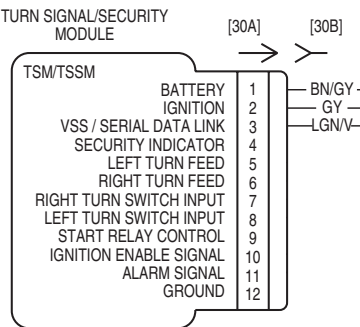 TURN SIGNAL/SECURITY
MODULE
[30A] [30B]
TSM/TSSM
BATTERY 1 BN/GY
IGNITION 2 GY
VSS / SERIAL DATA LINK 3 LGN/V
SECURITY INDICATOR 4
LEFT TURN FEED 5
RIGHT TURN FEED 6
RIGHT TURN SWITCH INPUT 7
LEFT TURN SWITCH INPUT 8
START RELAY CONTROL 9
IGNITION ENABLE SIGNAL 10
ALARM SIGNAL 11
GROUND 12